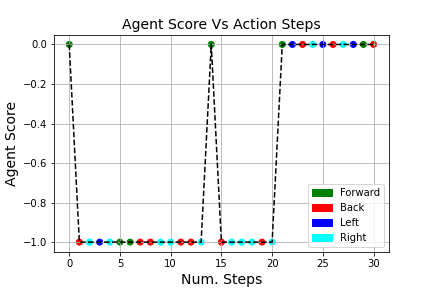 Agent Score Vs Action Steps
0.0
−0.2
−0.4
−0.6
−0.8
−1.0
Agent Score
Forward
Back
Left
Right
0 5 10 15 20 25 30
Num. Steps